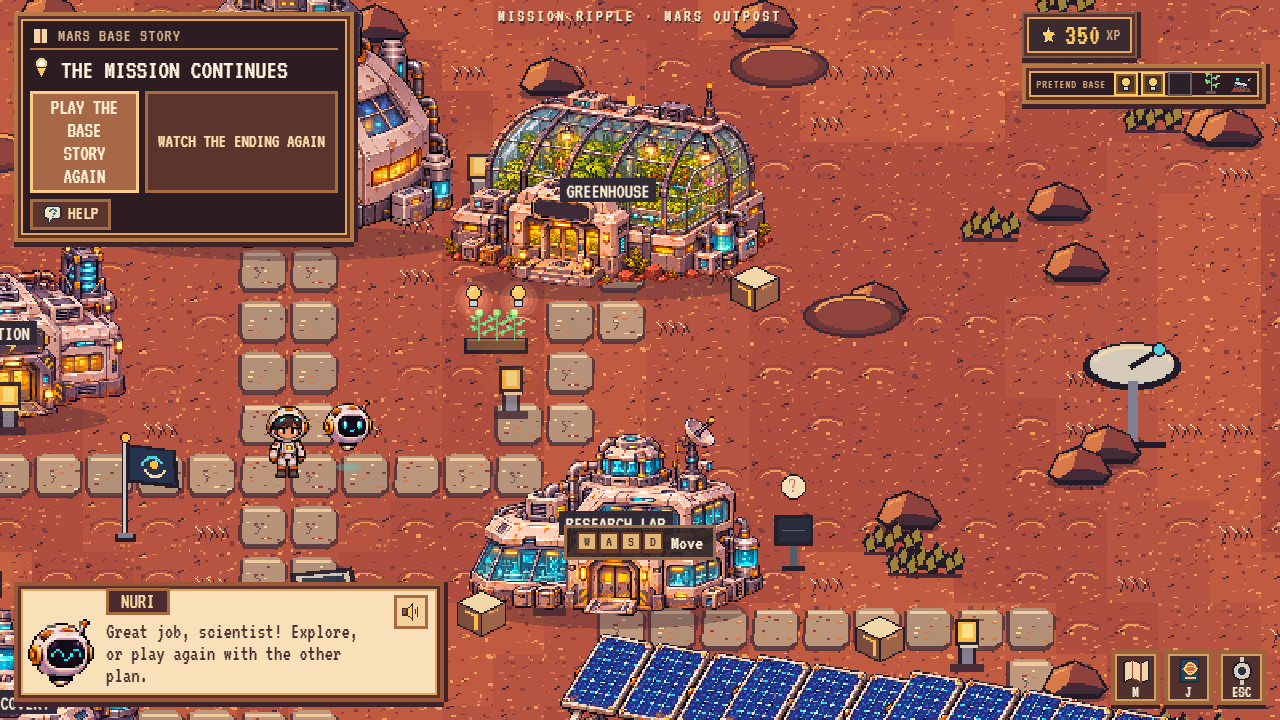 MISSION RIPPLE · MARS OUTPOST
MARS BASE STORY
THE MISSION CONTINUES
PLAY THE
BASE
STORY
AGAIN
WATCH THE ENDING AGAIN
? HELP
350 XP
PRETEND BASE
GREENHOUSE
TION
?
RESEARCH LAB
W A S D Move
NURI
Great job, scientist! Explore,
or play again with the other
plan.
COVERY
M
J
ESC